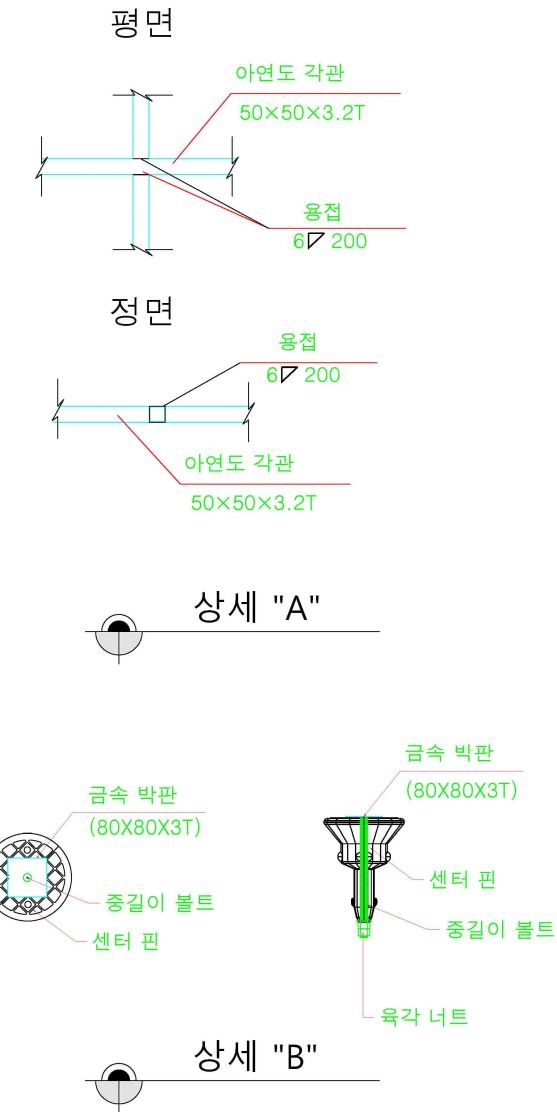 평면
아연도 각관
50×50×3.2T
용접
6 200
정면
용접
6 200
아연도 각관
50×50×3.2T
상세 "A"
금속 박판
(80X80X3T)
중길이 볼트
센터 핀
금속 박판
(80X80X3T)
센터 핀
중길이 볼트
육각 너트
상세 "B"